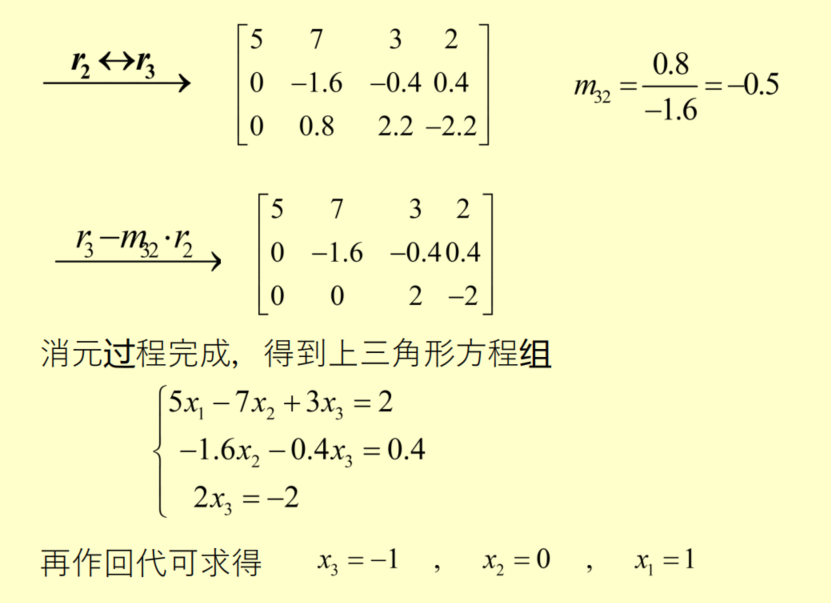 r₂↔r₃ [5 7 3 2
0 −1.6 −0.4 0.4
0 0.8 2.2 −2.2] m₃₂ = 0.8/−1.6 = −0.5
r₃−m₃₂·r₂ [5 7 3 2
0 −1.6 −0.4 0.4
0 0 2 −2]
消元过程完成, 得到上三角形方程组
{5x₁ − 7x₂ + 3x₃ = 2
−1.6x₂ − 0.4x₃ = 0.4
2x₃ = −2
再作回代可求得 x₃ = −1 , x₂ = 0 , x₁ = 1